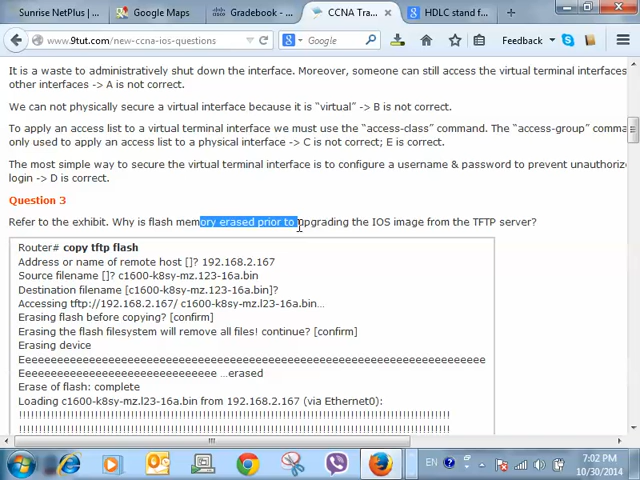 Sunrise NetPlus
Google Maps
Gradebook - ...
CCNA Tra...
HDLC stand f...
www.9tut.com/new-ccna-ios-questions
Google
Feedback
It is a waste to administratively shut down the interface. Moreover, someone can still access the virtual terminal interfaces
other interfaces -> A is not correct.
We can not physically secure a virtual interface because it is “virtual” -> B is not correct.
To apply an access list to a virtual terminal interface we must use the “access-class” command. The “access-group” comma
only used to apply an access list to a physical interface -> C is not correct; E is correct.
The most simple way to secure the virtual terminal interface is to configure a username & password to prevent unauthorize
login -> D is correct.
Question 3
Refer to the exhibit. Why is flash memory erased prior to upgrading the IOS image from the TFTP server?
Router# copy tftp flash
Address or name of remote host []? 192.168.2.167
Source filename []? c1600-k8sy-mz.123-16a.bin
Destination filename [c1600-k8sy-mz.123-16a.bin]?
Accessing tftp://192.168.2.167/ c1600-k8sy-mz.l23-16a.bin...
Erasing flash before copying? [confirm]
Erasing the flash filesystem will remove all files! continue? [confirm]
Erasing device
Eeeeeeeeeeeeeeeeeeeeeeeeeeeeeeeeeeeeeeeeeeeeeeeeeeeeeeeeeeeeeeeeeeee
Eeeeeeeeeeeeeeeeeeeeeeeeeeeeee ...erased
Erase of flash: complete
Loading c1600-k8sy-mz.l23-16a.bin from 192.168.2.167 (via Ethernet0):
!!!!!!!!!!!!!!!!!!!!!!!!!!!!!!!!!!!!!!!!!!!!!!!!!!!!!!!!!!!!!!!!!!!!!!!!!!!!!!!!!!!!!!!!!!!!!!!!!!
!!!!!!!!!!!!!!!!!!!!!!!!!!!!!!!!!!!!!!!!!!!!!!!!!!!!!!!!!!!!!!!!!!!!!!!!!!!!!!!!!!!!!!!!!!!!!!!!!!
EN
7:02 PM
10/30/2014